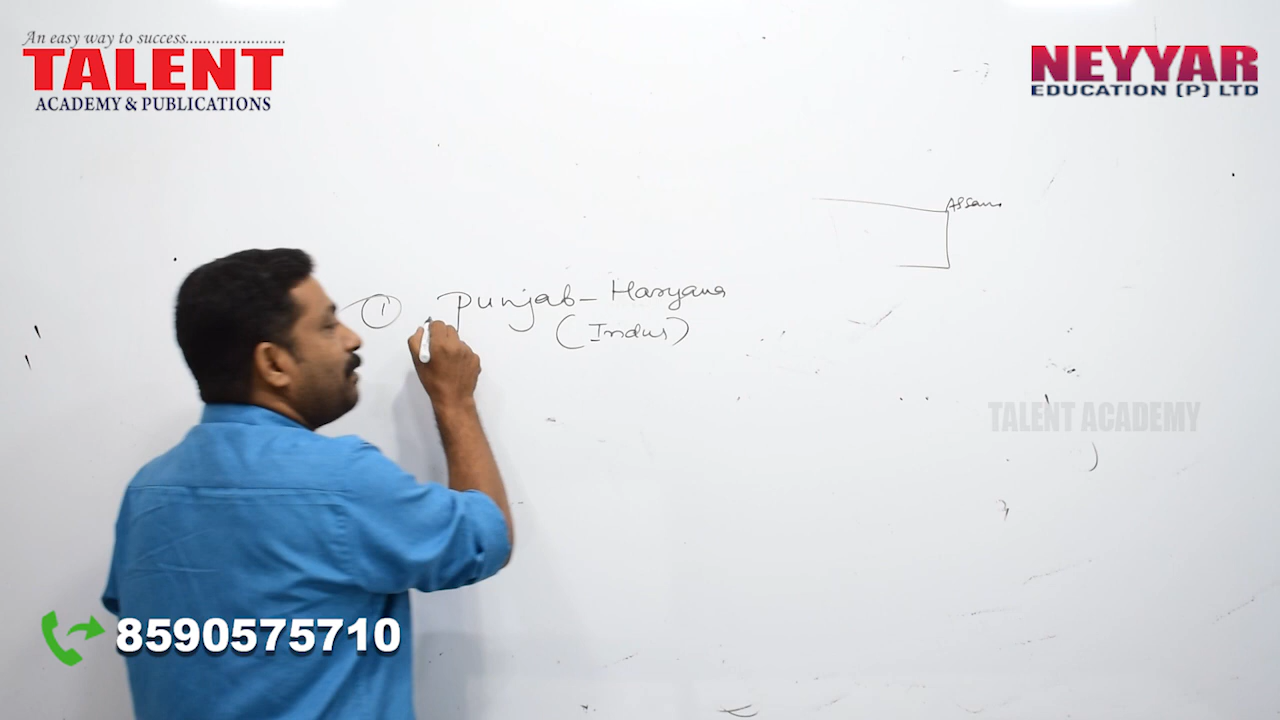 An easy way to success........................
TALENT
ACADEMY & PUBLICATIONS
NEYYAR
EDUCATION (P) LTD
Assam
① Punjab - Haryana
(Indus)
TALENT ACADEMY
8590575710